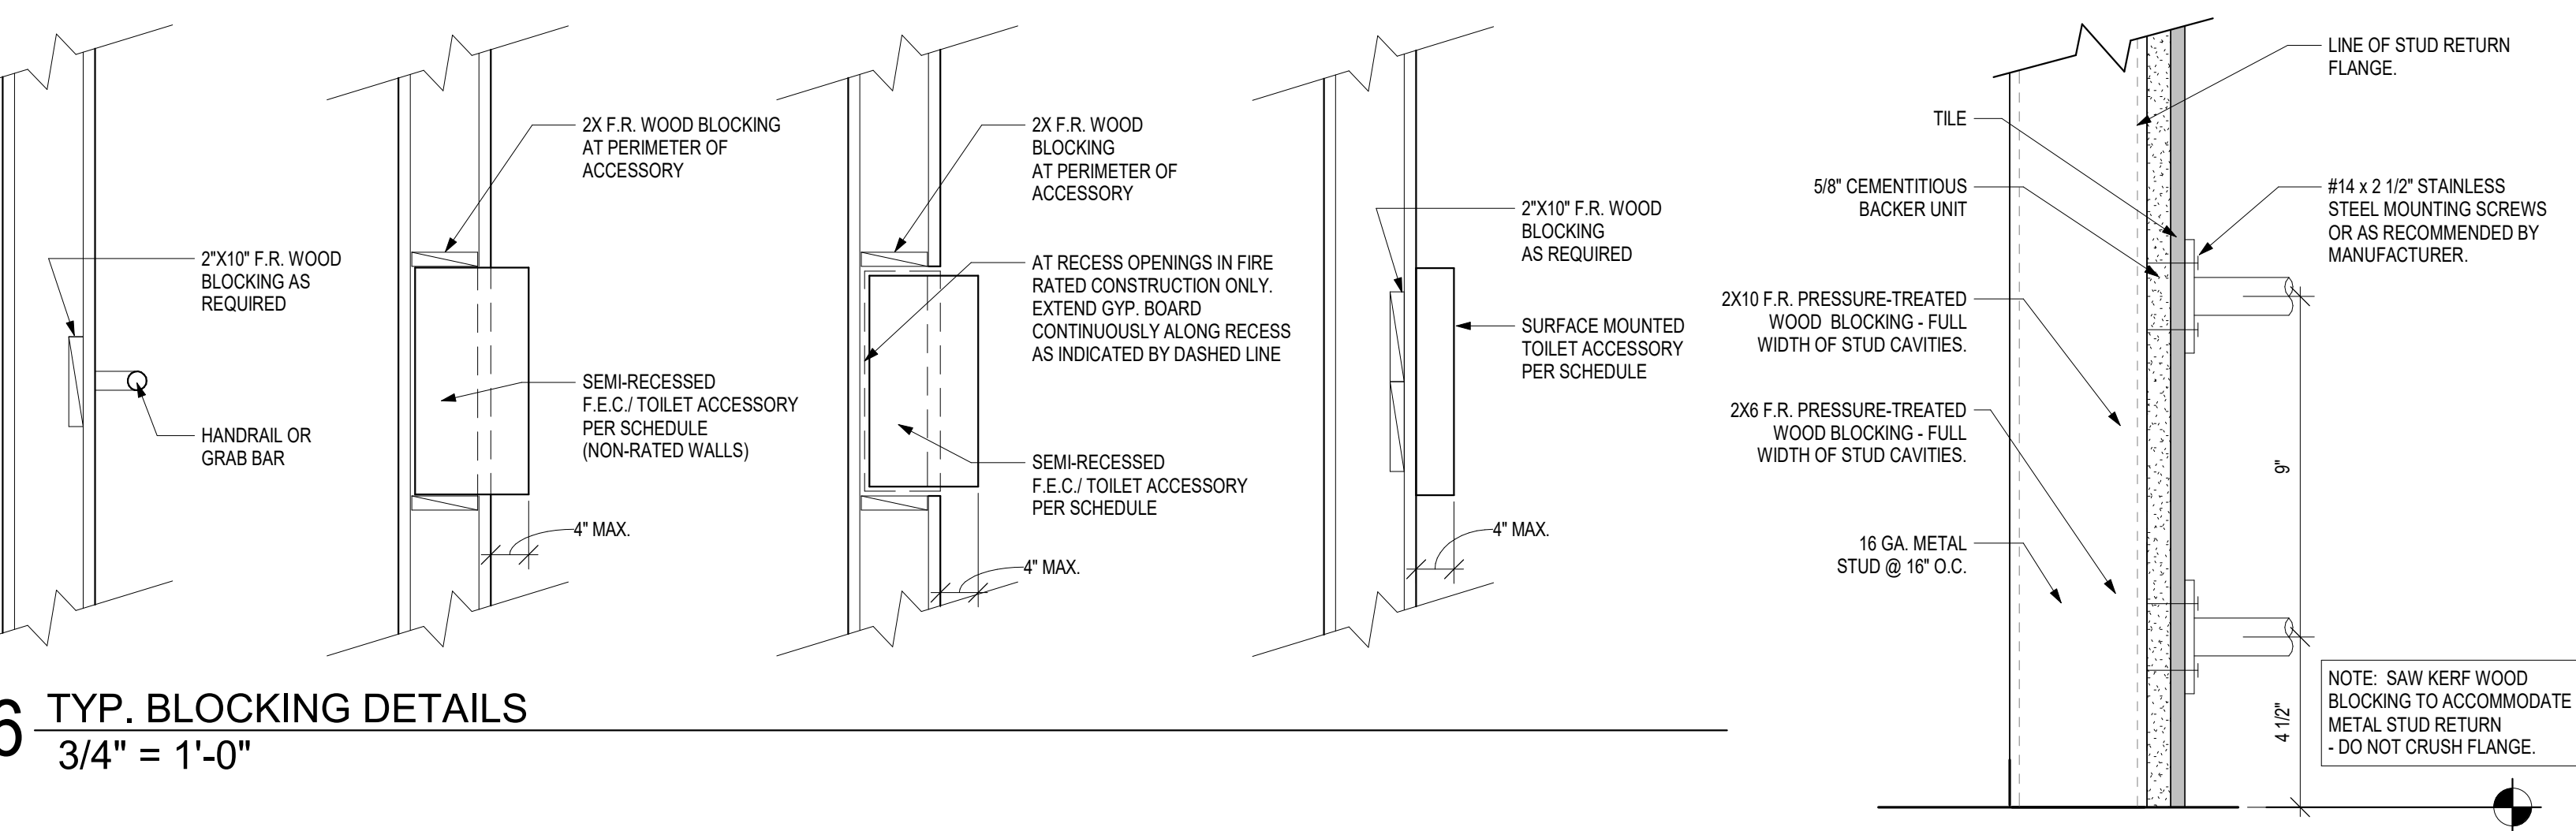 2"X10" F.R. WOOD
BLOCKING AS
REQUIRED
HANDRAIL OR
GRAB BAR
2X F.R. WOOD BLOCKING
AT PERIMETER OF
ACCESSORY
SEMI-RECESSED
F.E.C./ TOILET ACCESSORY
PER SCHEDULE
(NON-RATED WALLS)
4" MAX.
2X F.R. WOOD
BLOCKING
AT PERIMETER OF
ACCESSORY
AT RECESS OPENINGS IN FIRE
RATED CONSTRUCTION ONLY.
EXTEND GYP. BOARD
CONTINUOUSLY ALONG RECESS
AS INDICATED BY DASHED LINE
SEMI-RECESSED
F.E.C./ TOILET ACCESSORY
PER SCHEDULE
4" MAX.
2"X10" F.R. WOOD
BLOCKING
AS REQUIRED
SURFACE MOUNTED
TOILET ACCESSORY
PER SCHEDULE
4" MAX.
6 TYP. BLOCKING DETAILS
3/4" = 1'-0"
TILE
5/8" CEMENTITIOUS
BACKER UNIT
2X10 F.R. PRESSURE-TREATED
WOOD BLOCKING - FULL
WIDTH OF STUD CAVITIES.
2X6 F.R. PRESSURE-TREATED
WOOD BLOCKING - FULL
WIDTH OF STUD CAVITIES.
16 GA. METAL
STUD @ 16" O.C.
LINE OF STUD RETURN
FLANGE.
#14 x 2 1/2" STAINLESS
STEEL MOUNTING SCREWS
OR AS RECOMMENDED BY
MANUFACTURER.
9"
4 1/2"
NOTE: SAW KERF WOOD
BLOCKING TO ACCOMMODATE
METAL STUD RETURN
- DO NOT CRUSH FLANGE.